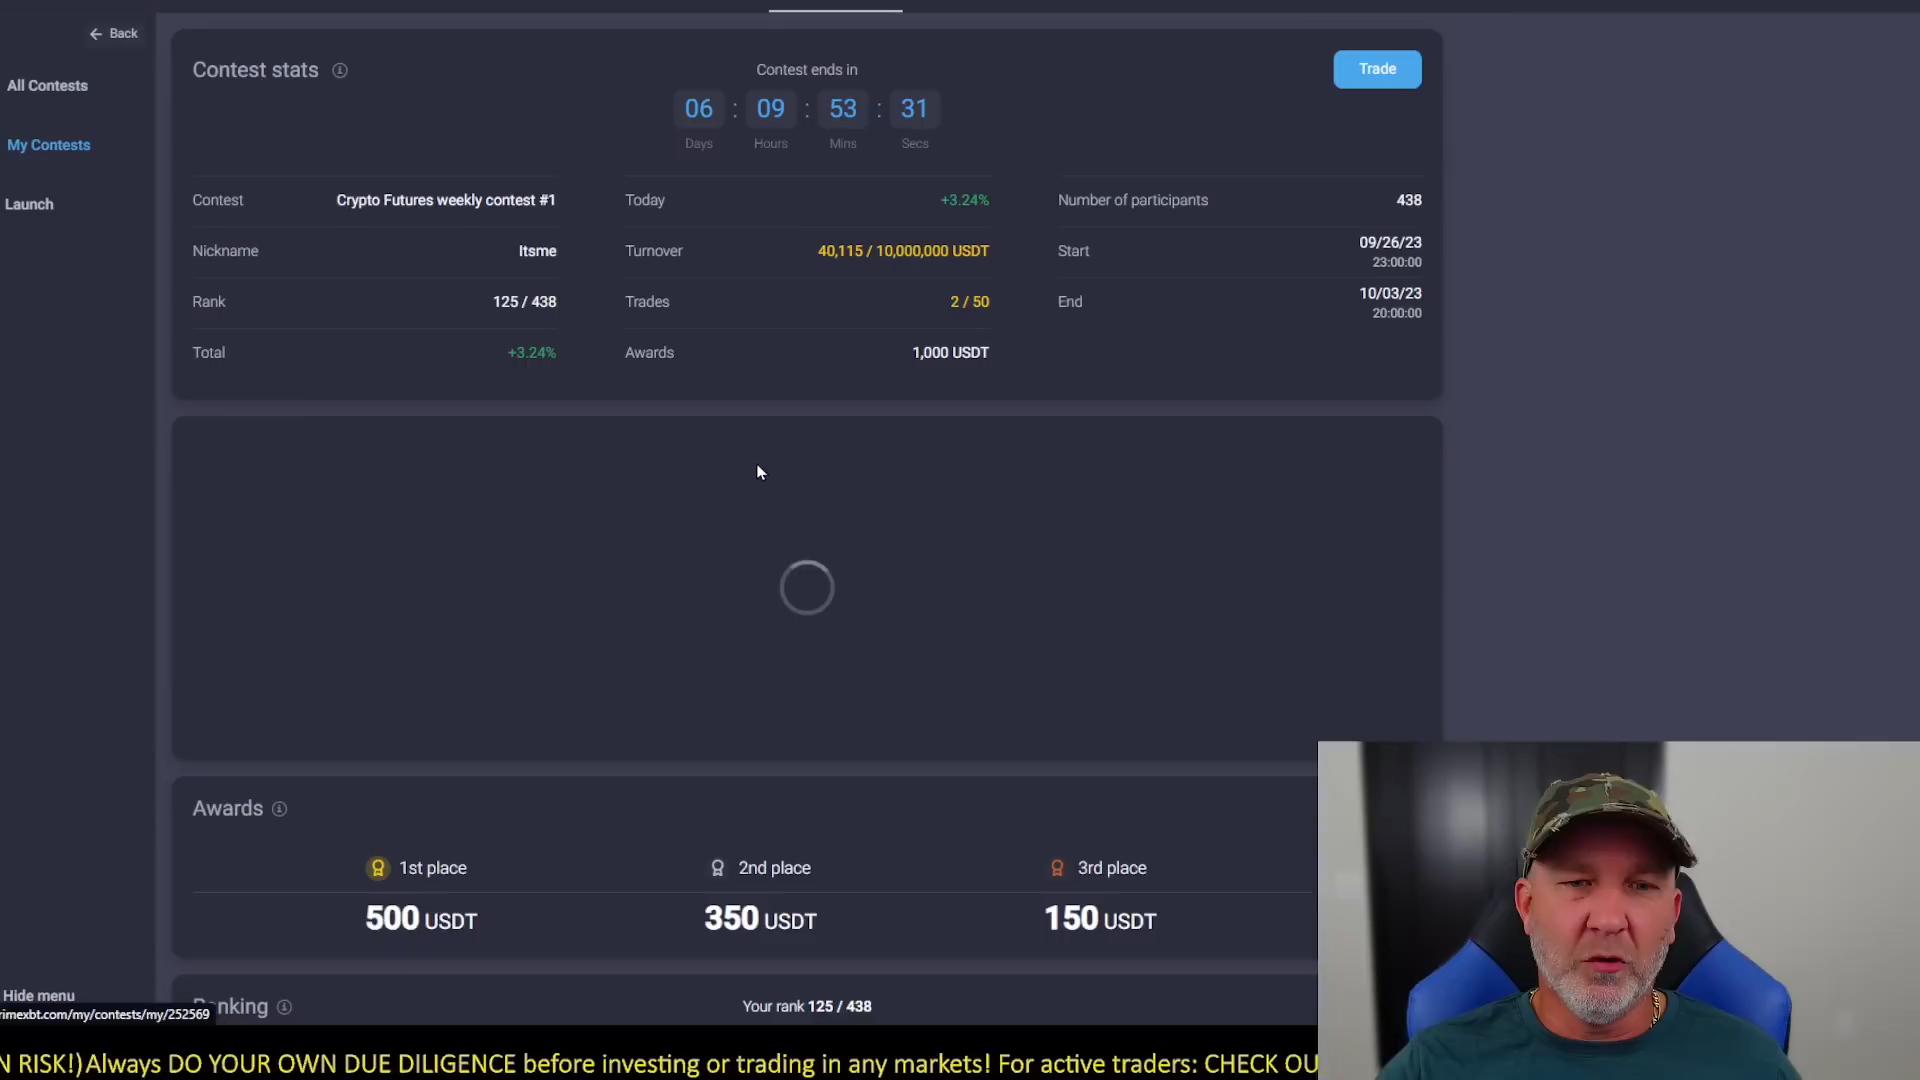 Back
All Contests
My Contests
Launch
Hide menu
rimexbt.com/my/contests/my/252569
Contest stats
Contest ends in
06 : 09 : 53 : 31
Days Hours Mins Secs
Trade
Contest Crypto Futures weekly contest #1
Nickname Itsme
Rank 125 / 438
Total +3.24%
Today +3.24%
Turnover 40,115 / 10,000,000 USDT
Trades 2 / 50
Awards 1,000 USDT
Number of participants 438
Start 09/26/23
23:00:00
End 10/03/23
20:00:00
Awards
1st place 2nd place 3rd place
500 USDT 350 USDT 150 USDT
nking Your rank 125 / 438
N RISK!) Always DO YOUR OWN DUE DILIGENCE before investing or trading in any markets! For active traders: CHECK OU